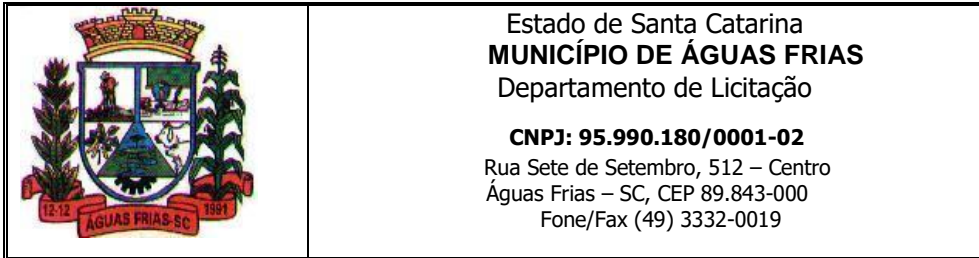 12-12
ÁGUAS FRIAS-SC
1991
Estado de Santa Catarina
MUNICÍPIO DE ÁGUAS FRIAS
Departamento de Licitação
CNPJ: 95.990.180/0001-02
Rua Sete de Setembro, 512 – Centro
Águas Frias – SC, CEP 89.843-000
Fone/Fax (49) 3332-0019